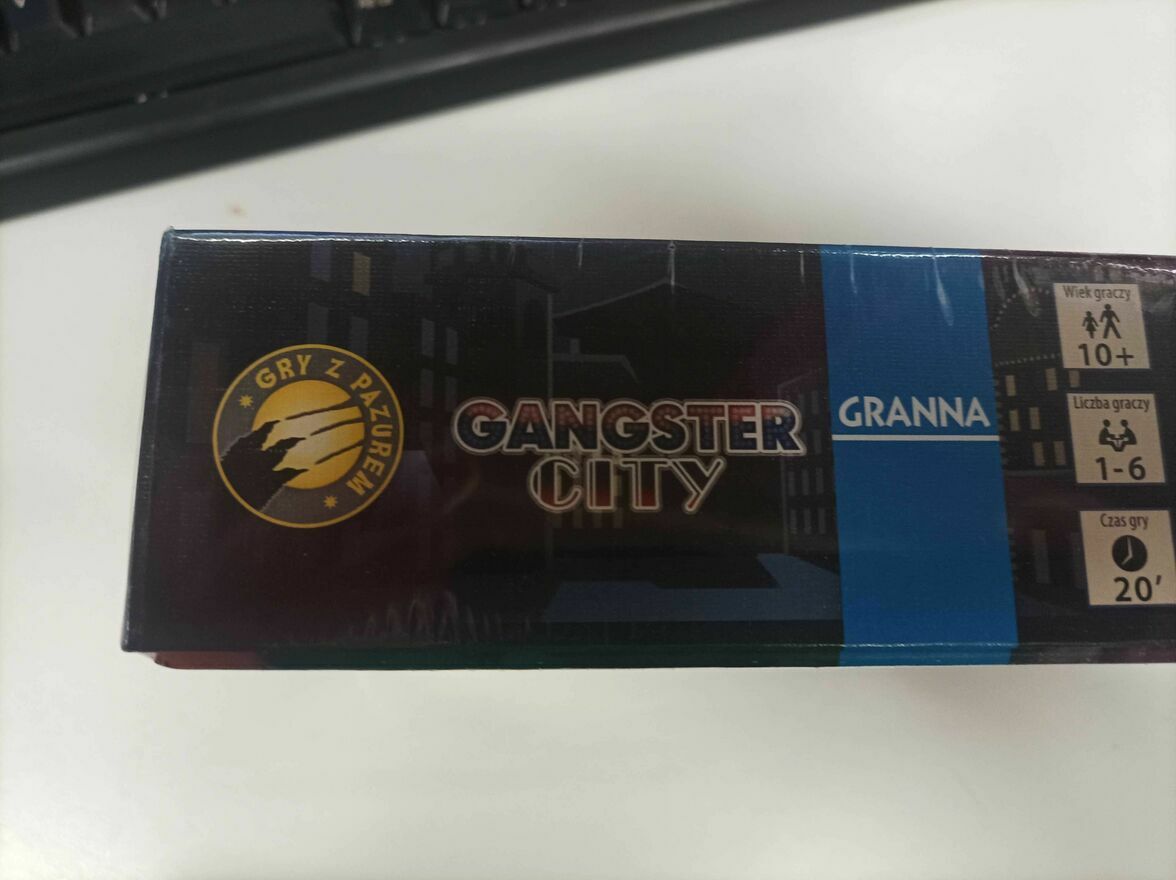 GRY Z PAZUREM
GANGSTER
CITY
GRANNA
Wiek graczy
10+
Liczba graczy
1-6
Czas gry
20'